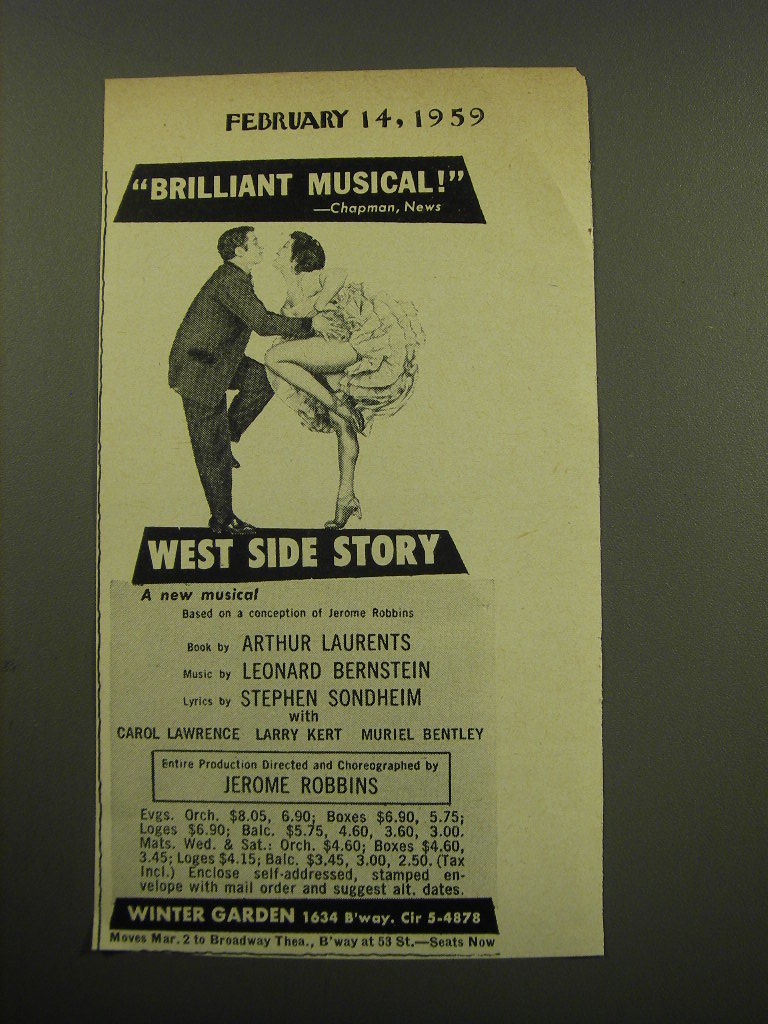 FEBRUARY 14, 1959
"BRILLIANT MUSICAL!"
—Chapman, News
WEST SIDE STORY
A new musical
Based on a conception of Jerome Robbins
Book by ARTHUR LAURENTS
Music by LEONARD BERNSTEIN
Lyrics by STEPHEN SONDHEIM
with
CAROL LAWRENCE LARRY KERT MURIEL BENTLEY
Entire Production Directed and Choreographed by
JEROME ROBBINS
Evgs. Orch. $8.05, 6.90; Boxes $6.90, 5.75;
Loges $6.90; Balc. $5.75, 4.60, 3.60, 3.00.
Mats. Wed. & Sat.: Orch. $4.60; Boxes $4.60,
3.45; Loges $4.15; Balc. $3.45, 3.00, 2.50. (Tax
Incl.) Enclose self-addressed, stamped en-
velope with mail order and suggest alt. dates.
WINTER GARDEN 1634 B'way. Cir 5-4878
Moves Mar. 2 to Broadway Thea., B'way at 53 St.—Seats Now